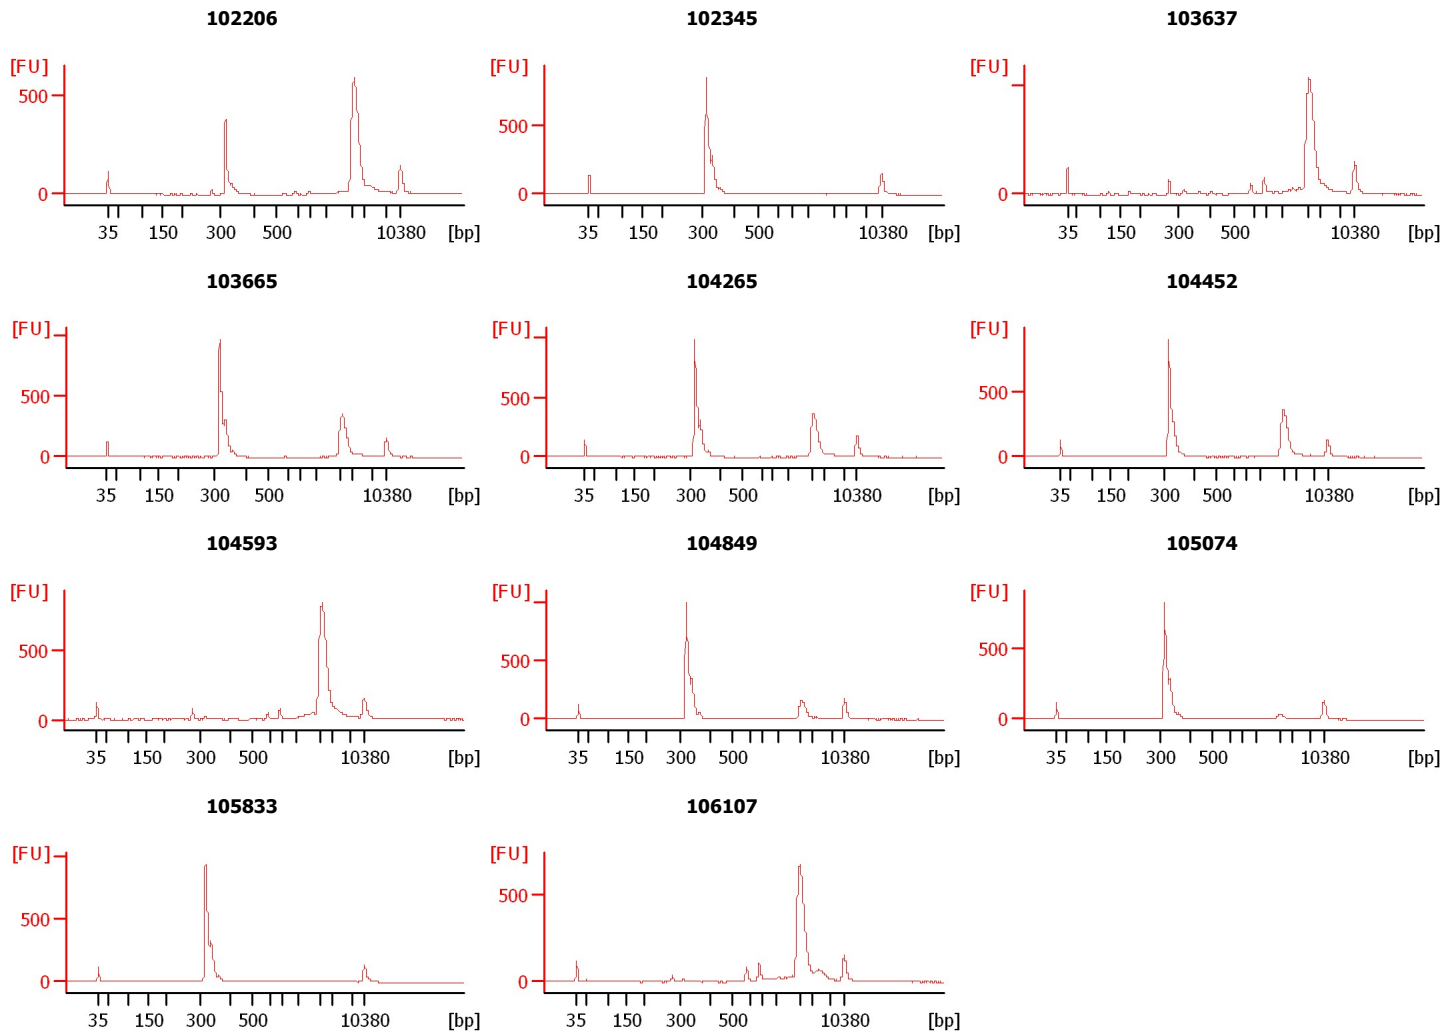 102206 102345 103637
[FU] [FU] [FU]
500 500
0 0 0
35 150 300 500 10380 [bp] 35 150 300 500 10380 [bp] 35 150 300 500 10380 [bp]
103665 104265 104452
[FU] [FU] [FU]
500 500 500
0 0 0
35 150 300 500 10380 [bp] 35 150 300 500 10380 [bp] 35 150 300 500 10380 [bp]
104593 104849 105074
[FU] [FU] [FU]
500 500 500
0 0 0
35 150 300 500 10380 [bp] 35 150 300 500 10380 [bp] 35 150 300 500 10380 [bp]
105833 106107
[FU] [FU]
500 500
0 0
35 150 300 500 10380 [bp] 35 150 300 500 10380 [bp]